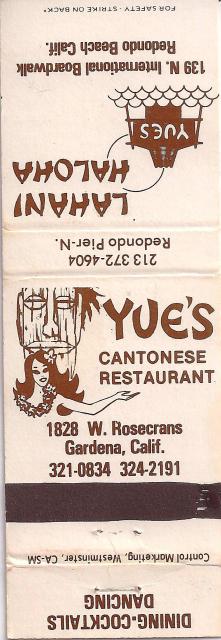 FOR SAFETY - STRIKE ON BACK
139 N. International Boardwalk
Redondo Beach Calif.
YUE'S
LAHANI
HALOHA
Redondo Pier-N.
213 372-4604
YUE'S
CANTONESE
RESTAURANT
1828 W. Rosecrans
Gardena, Calif.
321-0834 324-2191
Control Marketing, Westminster, CA-SM
DINING-COCKTAILS
DANCING